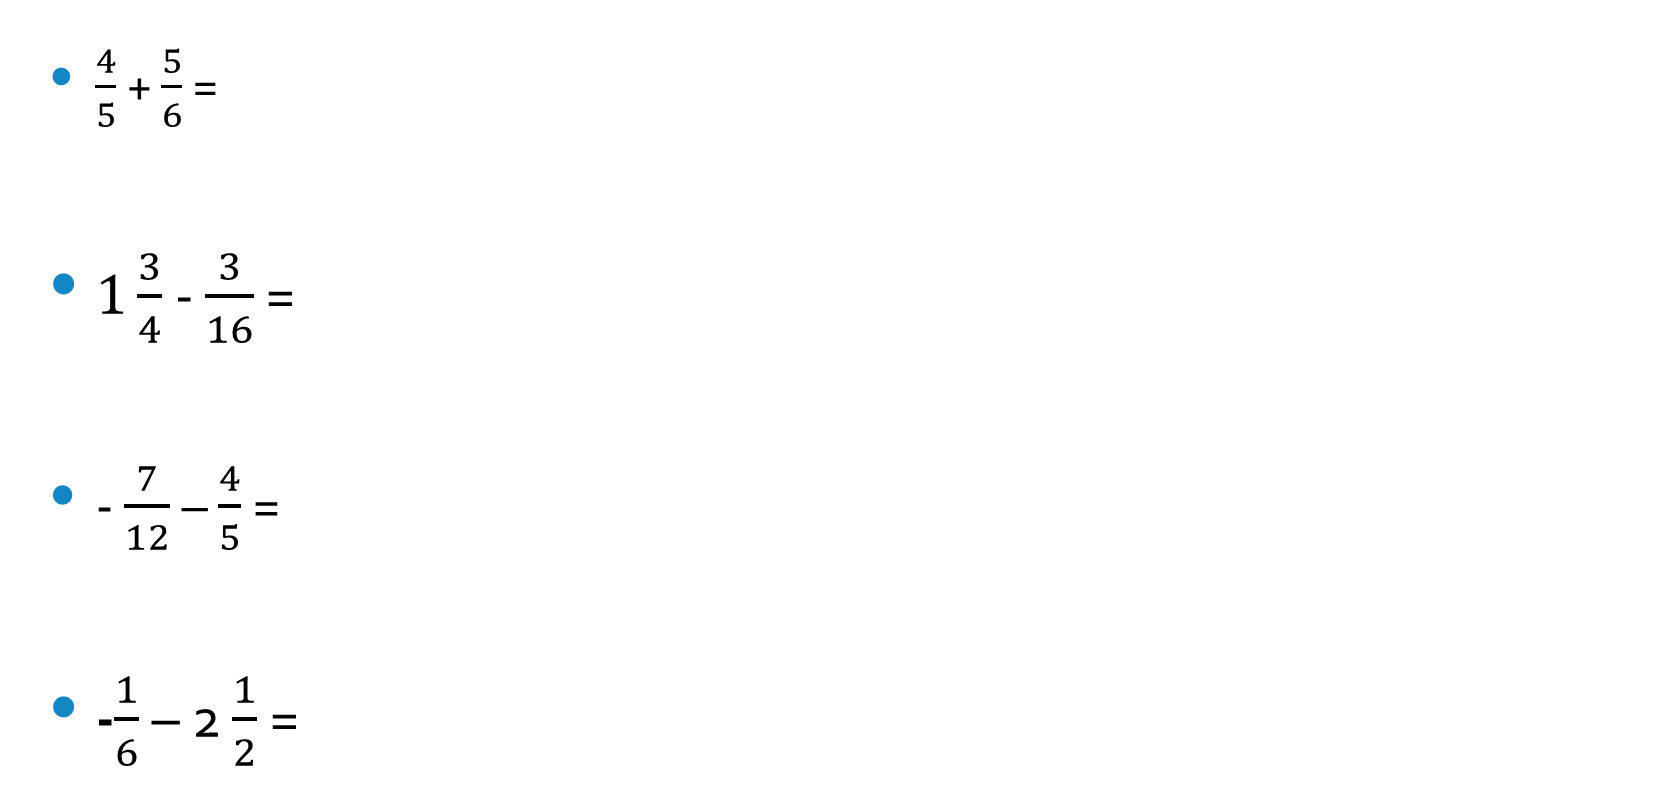 • 4/5 + 5/6 =
• 1 3/4 - 3/16 =
• - 7/12 – 4/5 =
• - 1/6 – 2 1/2 =